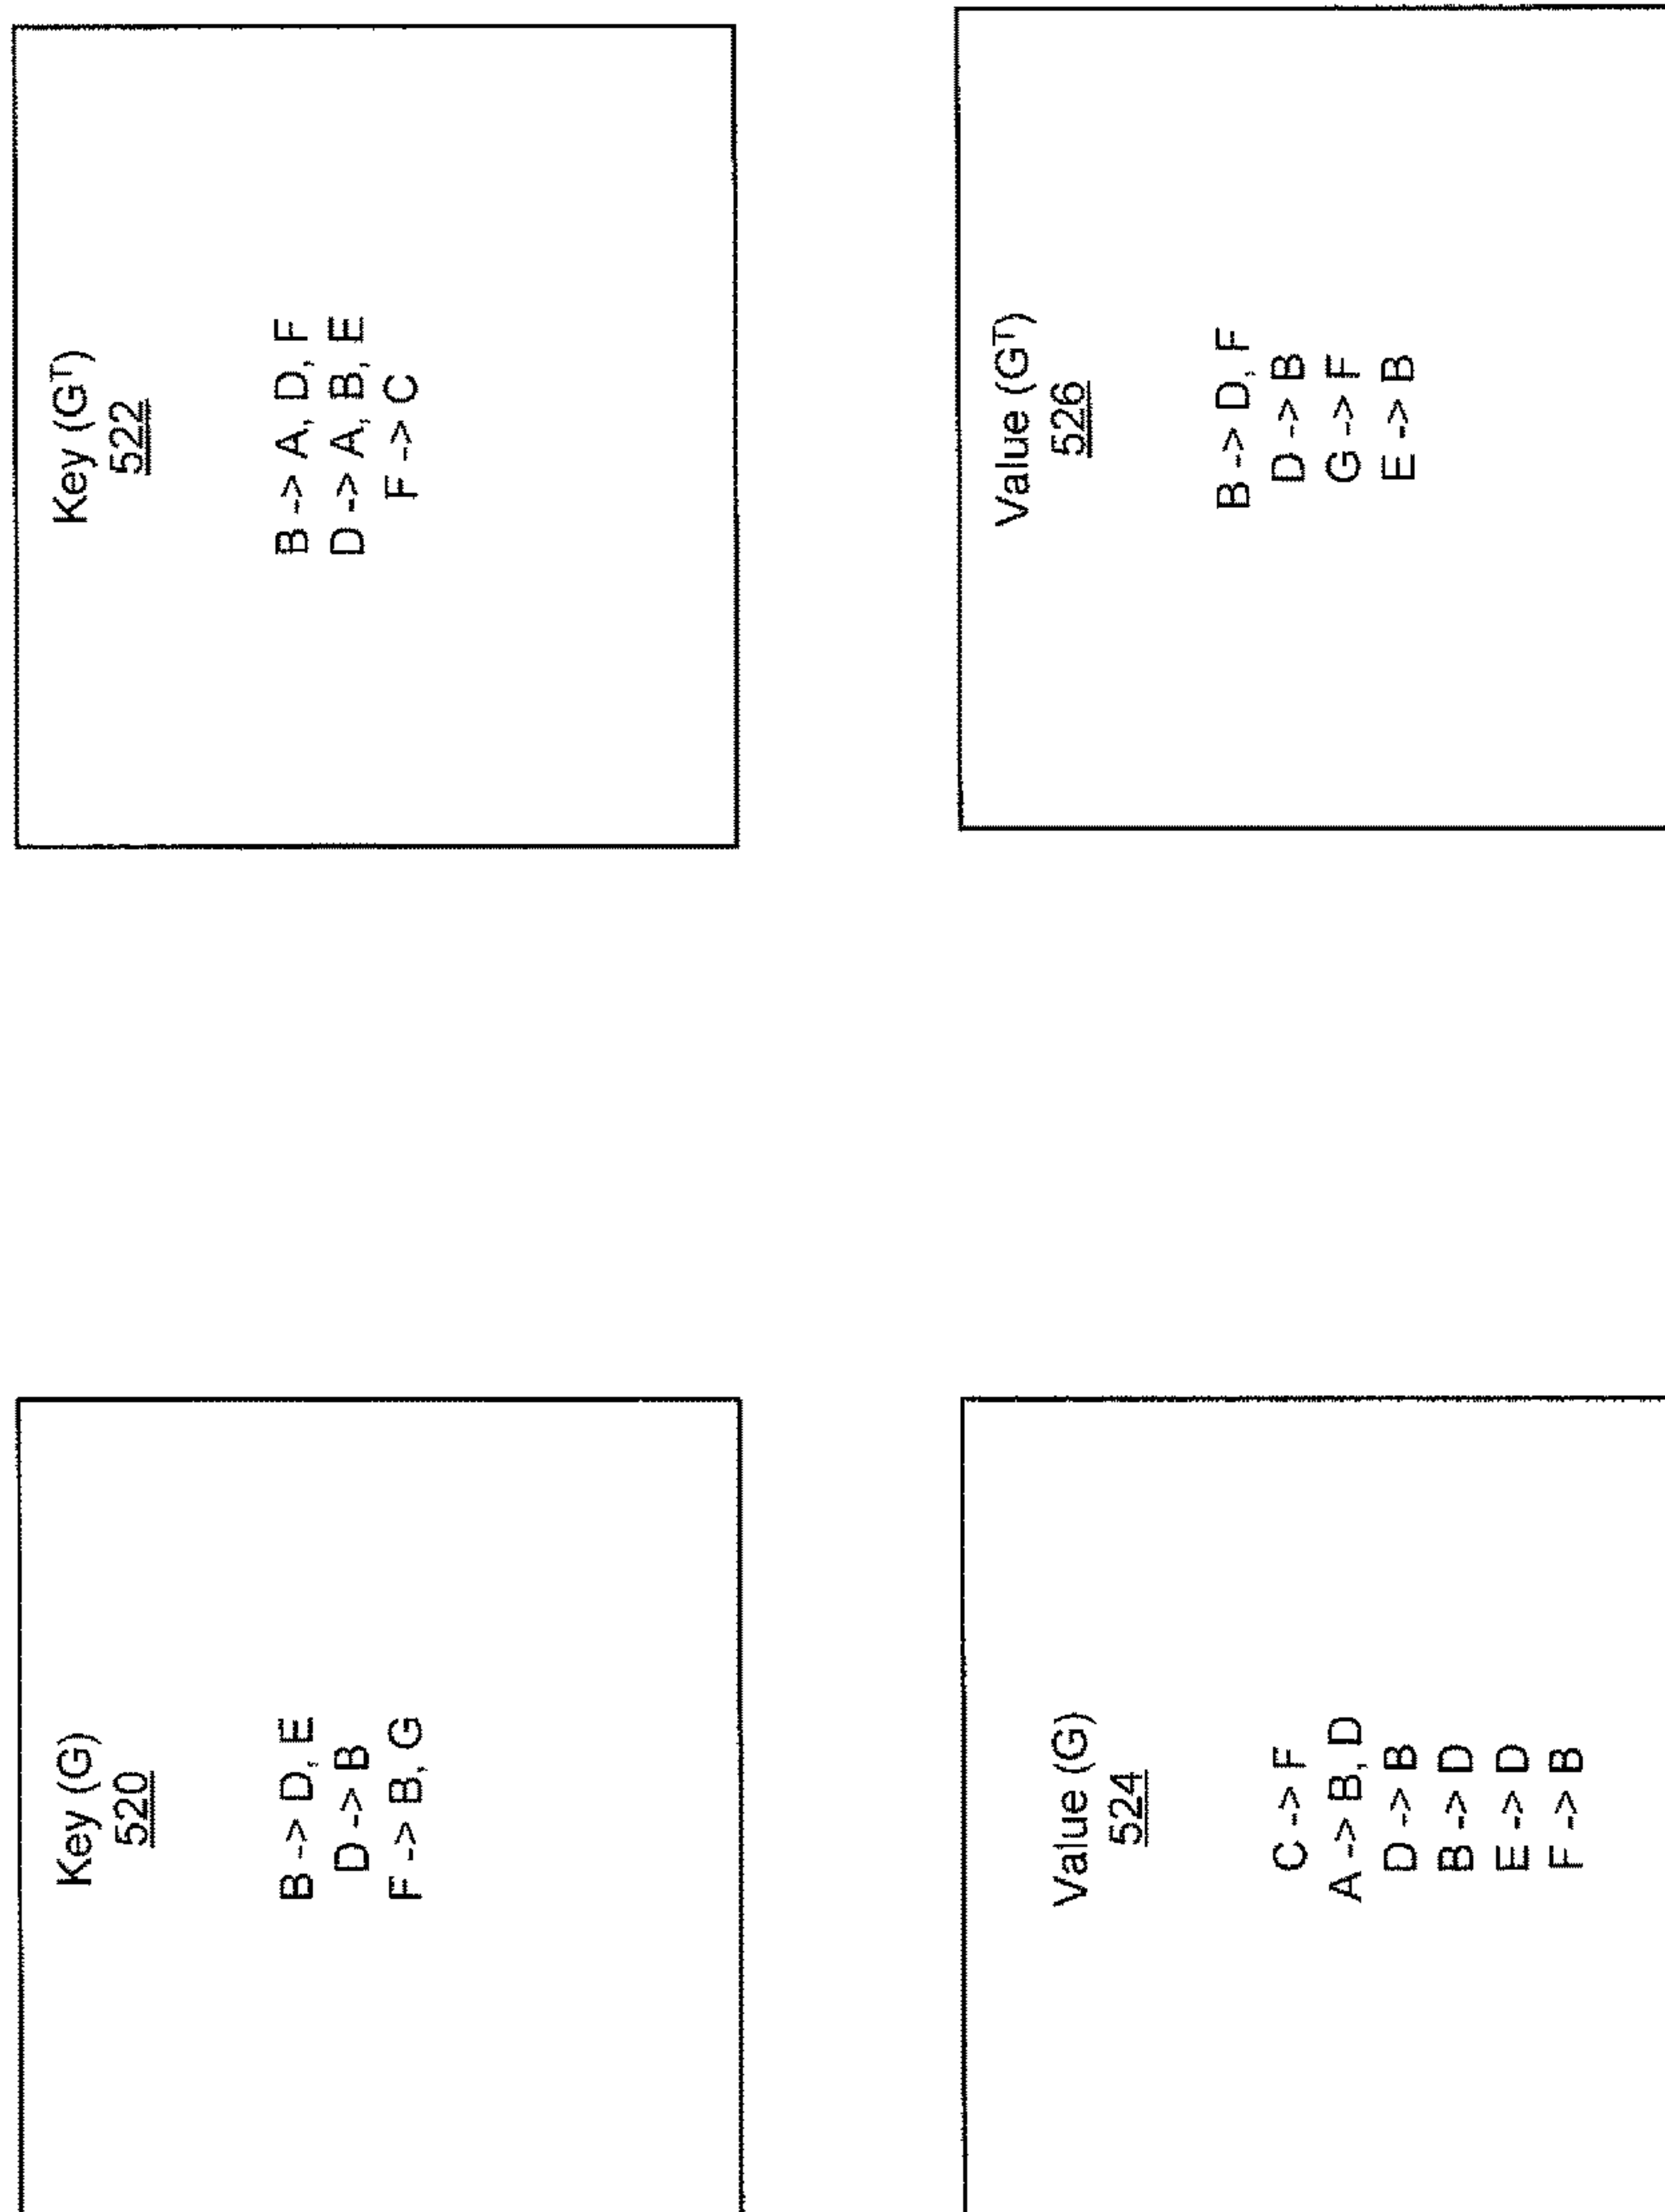 Key (G)
520
B -> D, E
D -> B
F -> B, G
Key (Gᵀ)
522
B -> A, D, F
D -> A, B, E
F -> C
Value (G)
524
C -> F
A -> B, D
D -> B
B -> D
E -> D
F -> B
Value (Gᵀ)
526
B -> D, F
D -> B
G -> F
E -> B